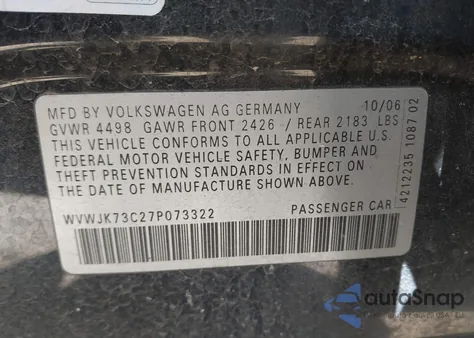 MFD BY VOLKSWAGEN AG GERMANY 10/06
GVWR 4498 GAWR FRONT 2426 / REAR 2183 LBS
THIS VEHICLE CONFORMS TO ALL APPLICABLE U.S.
FEDERAL MOTOR VEHICLE SAFETY, BUMPER AND
THEFT PREVENTION STANDARDS IN EFFECT ON THE
DATE OF MANUFACTURE SHOWN ABOVE.
WVWJK73C27P073322 PASSENGER CAR
4212235 1087 02
autaSnap